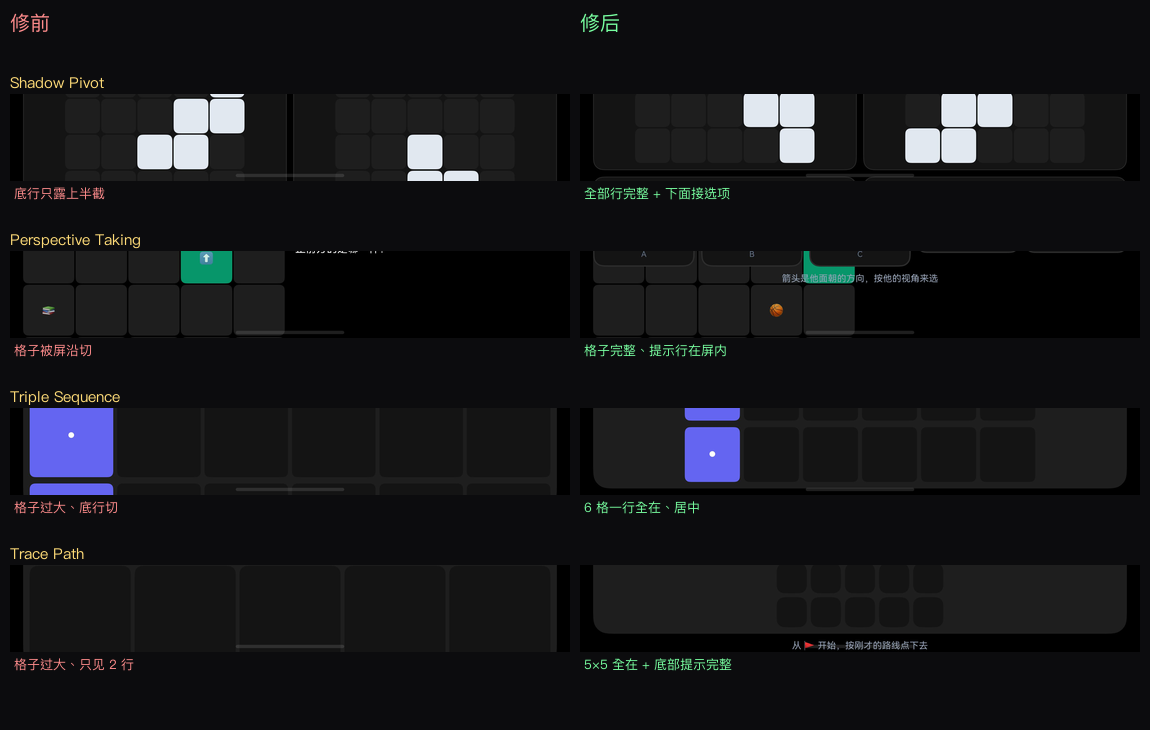 修前
修后
Shadow Pivot
底行只露上半截
全部行完整 + 下面接选项
Perspective Taking
A
B
C
箭头是他面朝的方向，按他的视角来选
格子被屏沿切
格子完整、提示行在屏内
Triple Sequence
格子过大、底行切
6 格一行全在、居中
Trace Path
从 🚩 开始，按刚才的路线点下去
格子过大、只见 2 行
5×5 全在 + 底部提示完整